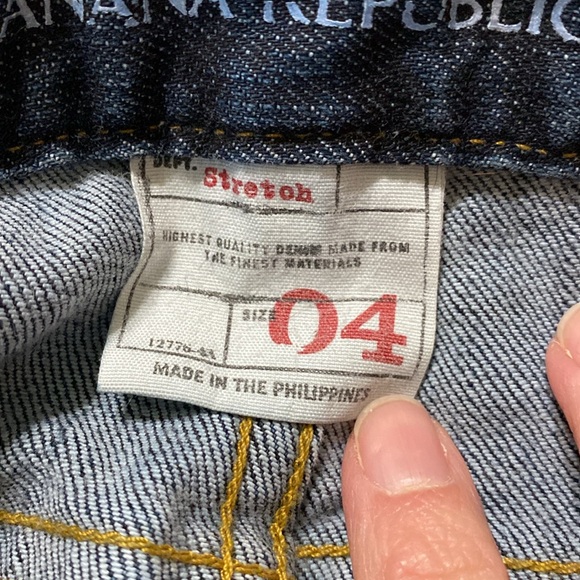 ANANA REPUBLIC
DEPT. Stretch
HIGHEST QUALITY DENIM MADE FROM
THE FINEST MATERIALS
SIZE 04
MADE IN THE PHILIPPINES